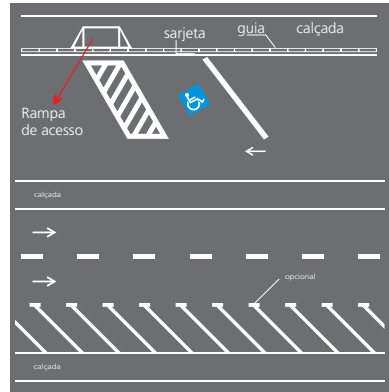 sarjeta
guia
calçada
Rampa
de acesso
calçada
opcional
calçada